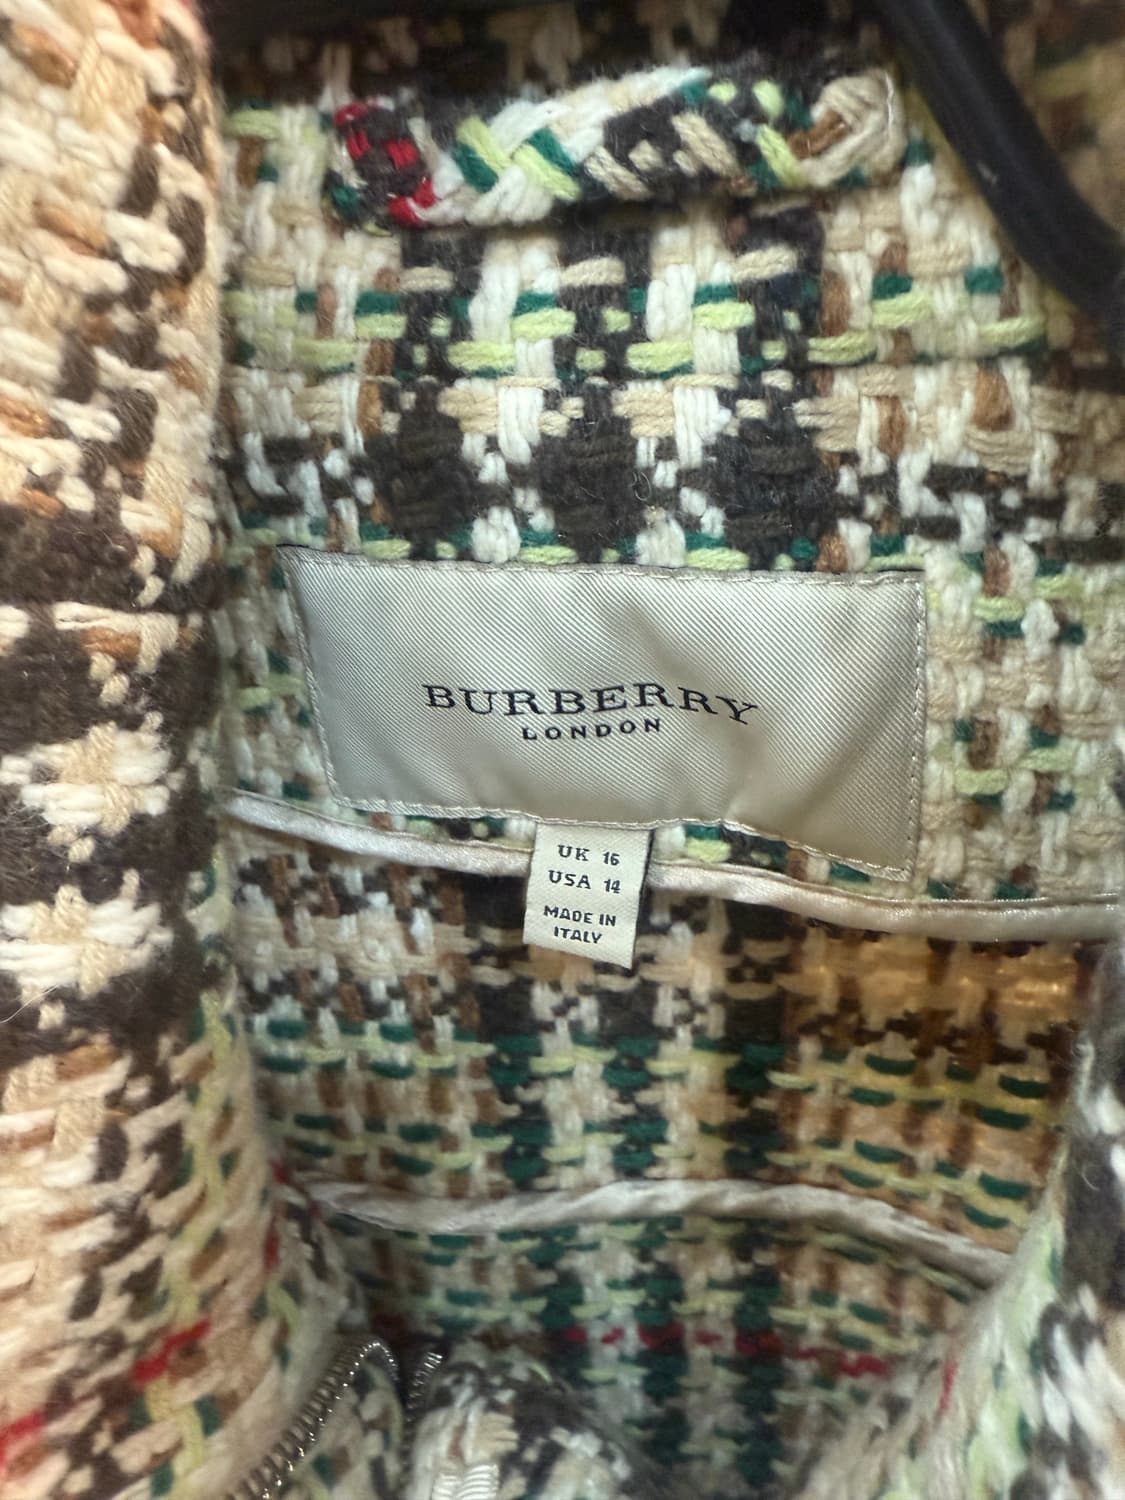 BURBERRY
LONDON
UK 16
USA 14
MADE IN
ITALY